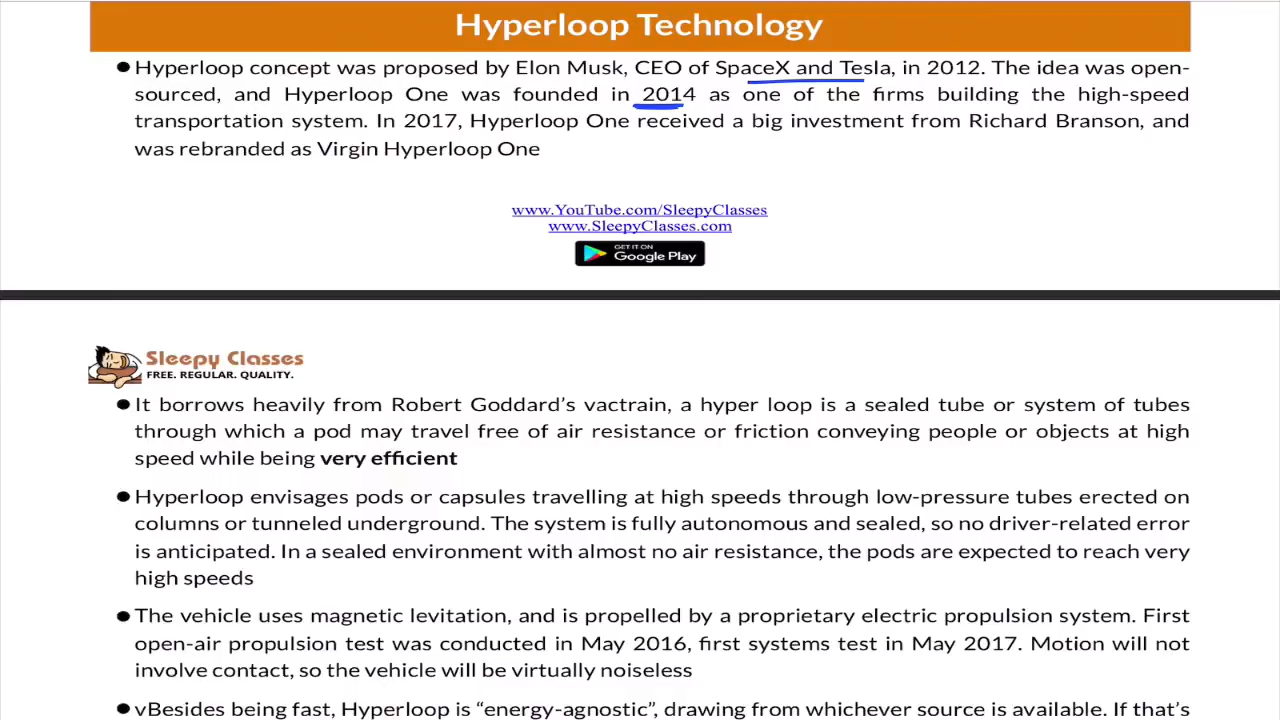 Hyperloop Technology
● Hyperloop concept was proposed by Elon Musk, CEO of SpaceX and Tesla, in 2012. The idea was open-
sourced, and Hyperloop One was founded in 2014 as one of the firms building the high-speed
transportation system. In 2017, Hyperloop One received a big investment from Richard Branson, and
was rebranded as Virgin Hyperloop One
www.YouTube.com/SleepyClasses
www.SleepyClasses.com
GET IT ON
Google Play
Sleepy Classes
FREE. REGULAR. QUALITY.
● It borrows heavily from Robert Goddard’s vactrain, a hyper loop is a sealed tube or system of tubes
through which a pod may travel free of air resistance or friction conveying people or objects at high
speed while being very efficient
● Hyperloop envisages pods or capsules travelling at high speeds through low-pressure tubes erected on
columns or tunneled underground. The system is fully autonomous and sealed, so no driver-related error
is anticipated. In a sealed environment with almost no air resistance, the pods are expected to reach very
high speeds
● The vehicle uses magnetic levitation, and is propelled by a proprietary electric propulsion system. First
open-air propulsion test was conducted in May 2016, first systems test in May 2017. Motion will not
involve contact, so the vehicle will be virtually noiseless
● vBesides being fast, Hyperloop is “energy-agnostic”, drawing from whichever source is available. If that’s